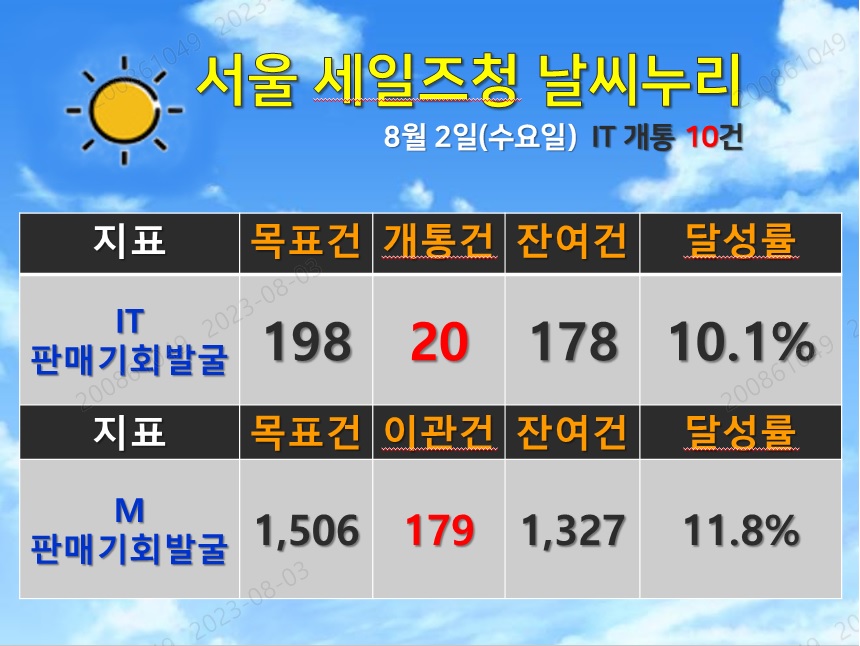 서울 세일즈청 날씨누리
8월 2일(수요일) IT 개통 10건
지표 목표건 개통건 잔여건 달성률
IT
판매기회발굴 198 20 178 10.1%
지표 목표건 이관건 잔여건 달성률
M
판매기회발굴 1,506 179 1,327 11.8%
200861049 2023-08-03